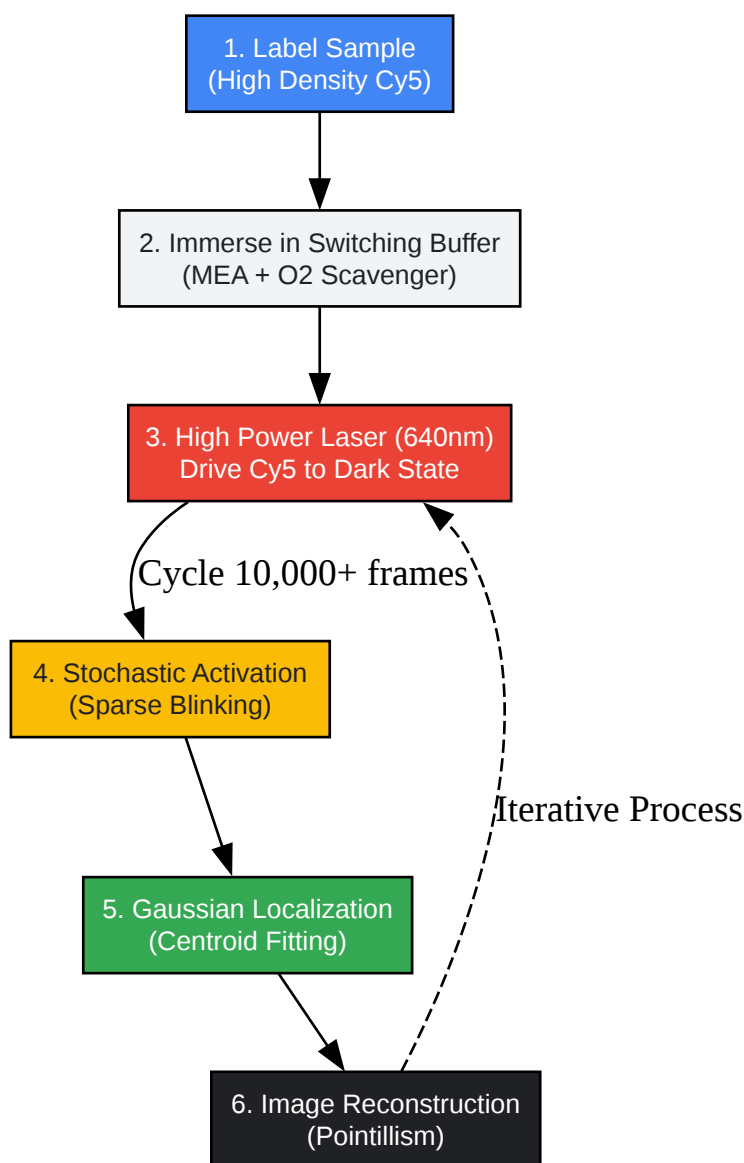 1. Label Sample
(High Density Cy5)
2. Immerse in Switching Buffer
(MEA + O2 Scavenger)
3. High Power Laser (640nm)
Drive Cy5 to Dark State
Cycle 10,000+ frames
4. Stochastic Activation
(Sparse Blinking)
Iterative Process
5. Gaussian Localization
(Centroid Fitting)
6. Image Reconstruction
(Pointillism)